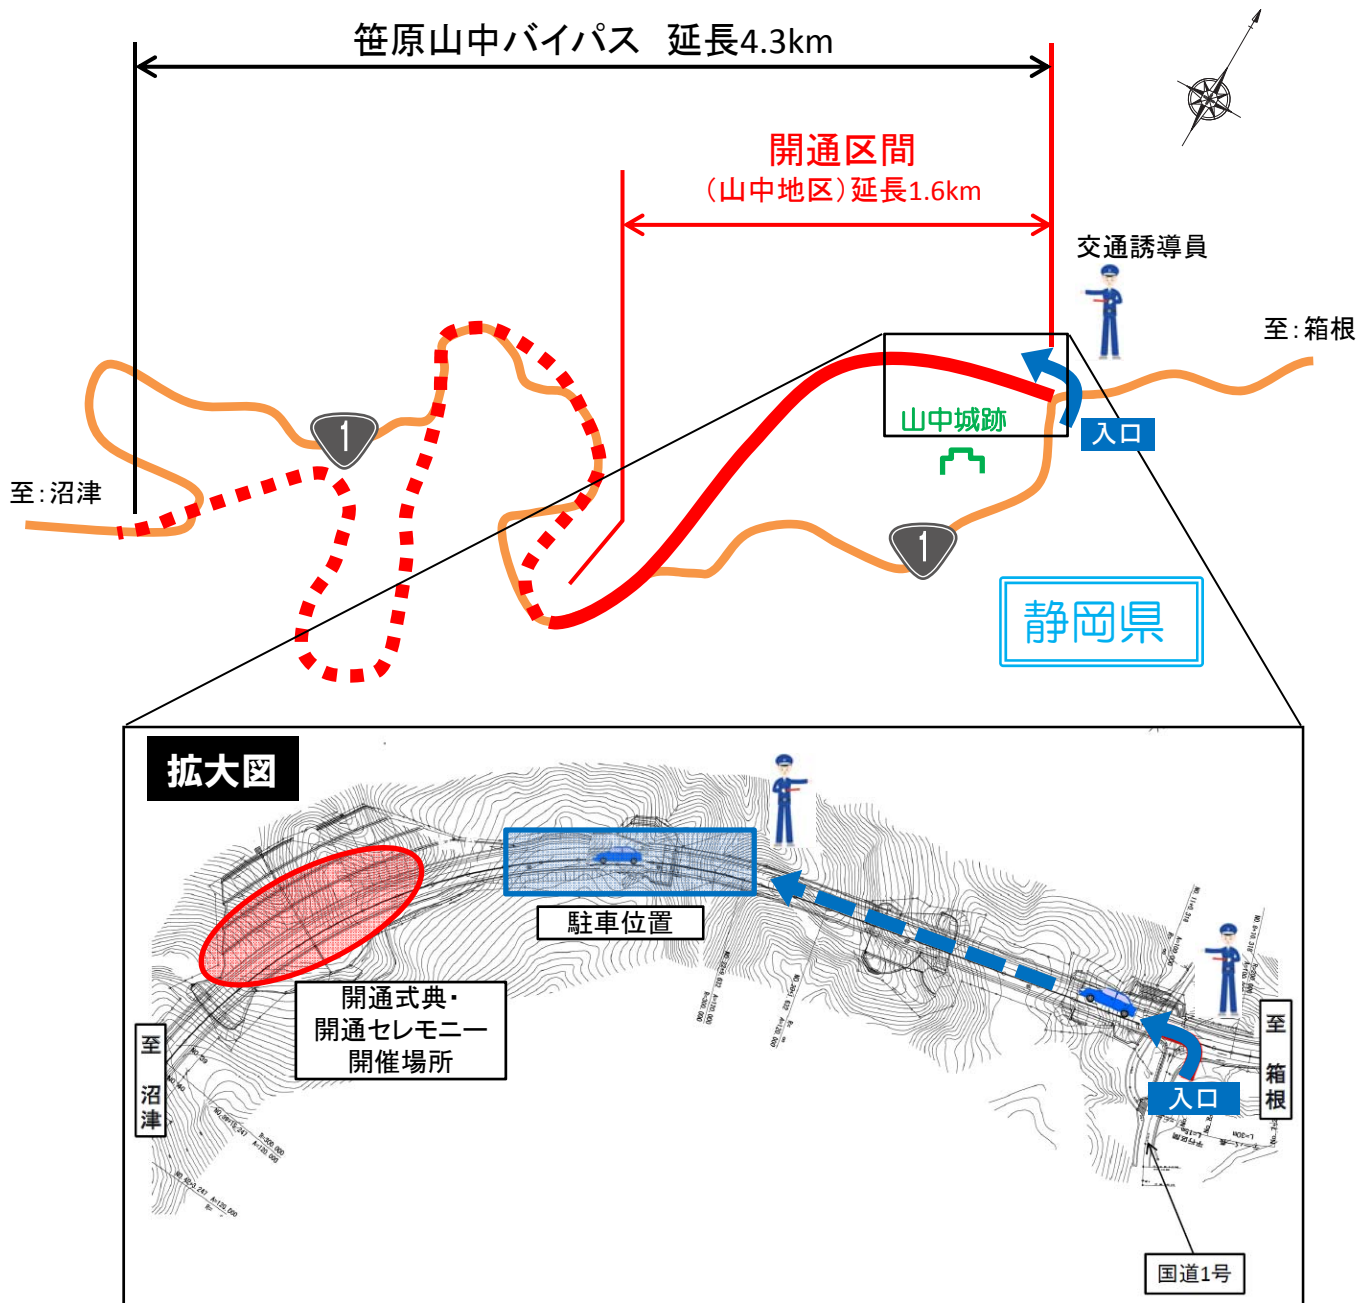 笹原山中バイパス 延長4.3km
開通区間
（山中地区）延長1.6km
交通誘導員
至：箱根
山中城跡
入口
1
至：沼津
1
静岡県
拡大図
駐車位置
開通式典・
開通セレモニー
開催場所
至 沼津
至 箱根
入口
国道1号